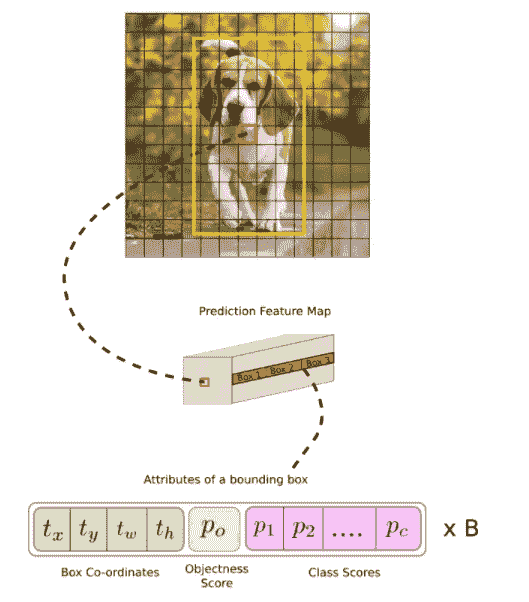 Prediction Feature Map
Box 1 Box 2 Box 3
Attributes of a bounding box
t_x t_y t_w t_h p_o p_1 p_2 .... p_c x B
Box Co-ordinates Objectness Score Class Scores